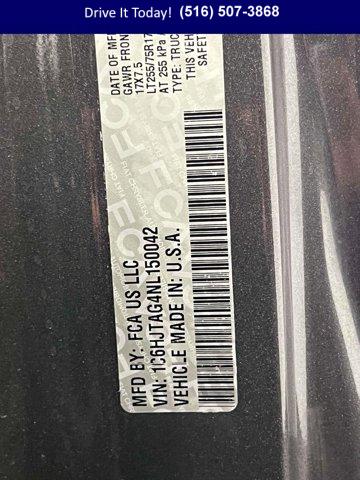 Drive It Today! (516) 507-3868
MFD BY: FCA US LLC
VIN: 1C6HJTAG4NL150042
VEHICLE MADE IN: U.S.A.
DATE OF MF
GAWR FRON
17X7.5
LT255/75R17
AT 255 kPa
TYPE: TRUC
THIS VEH
SAFET